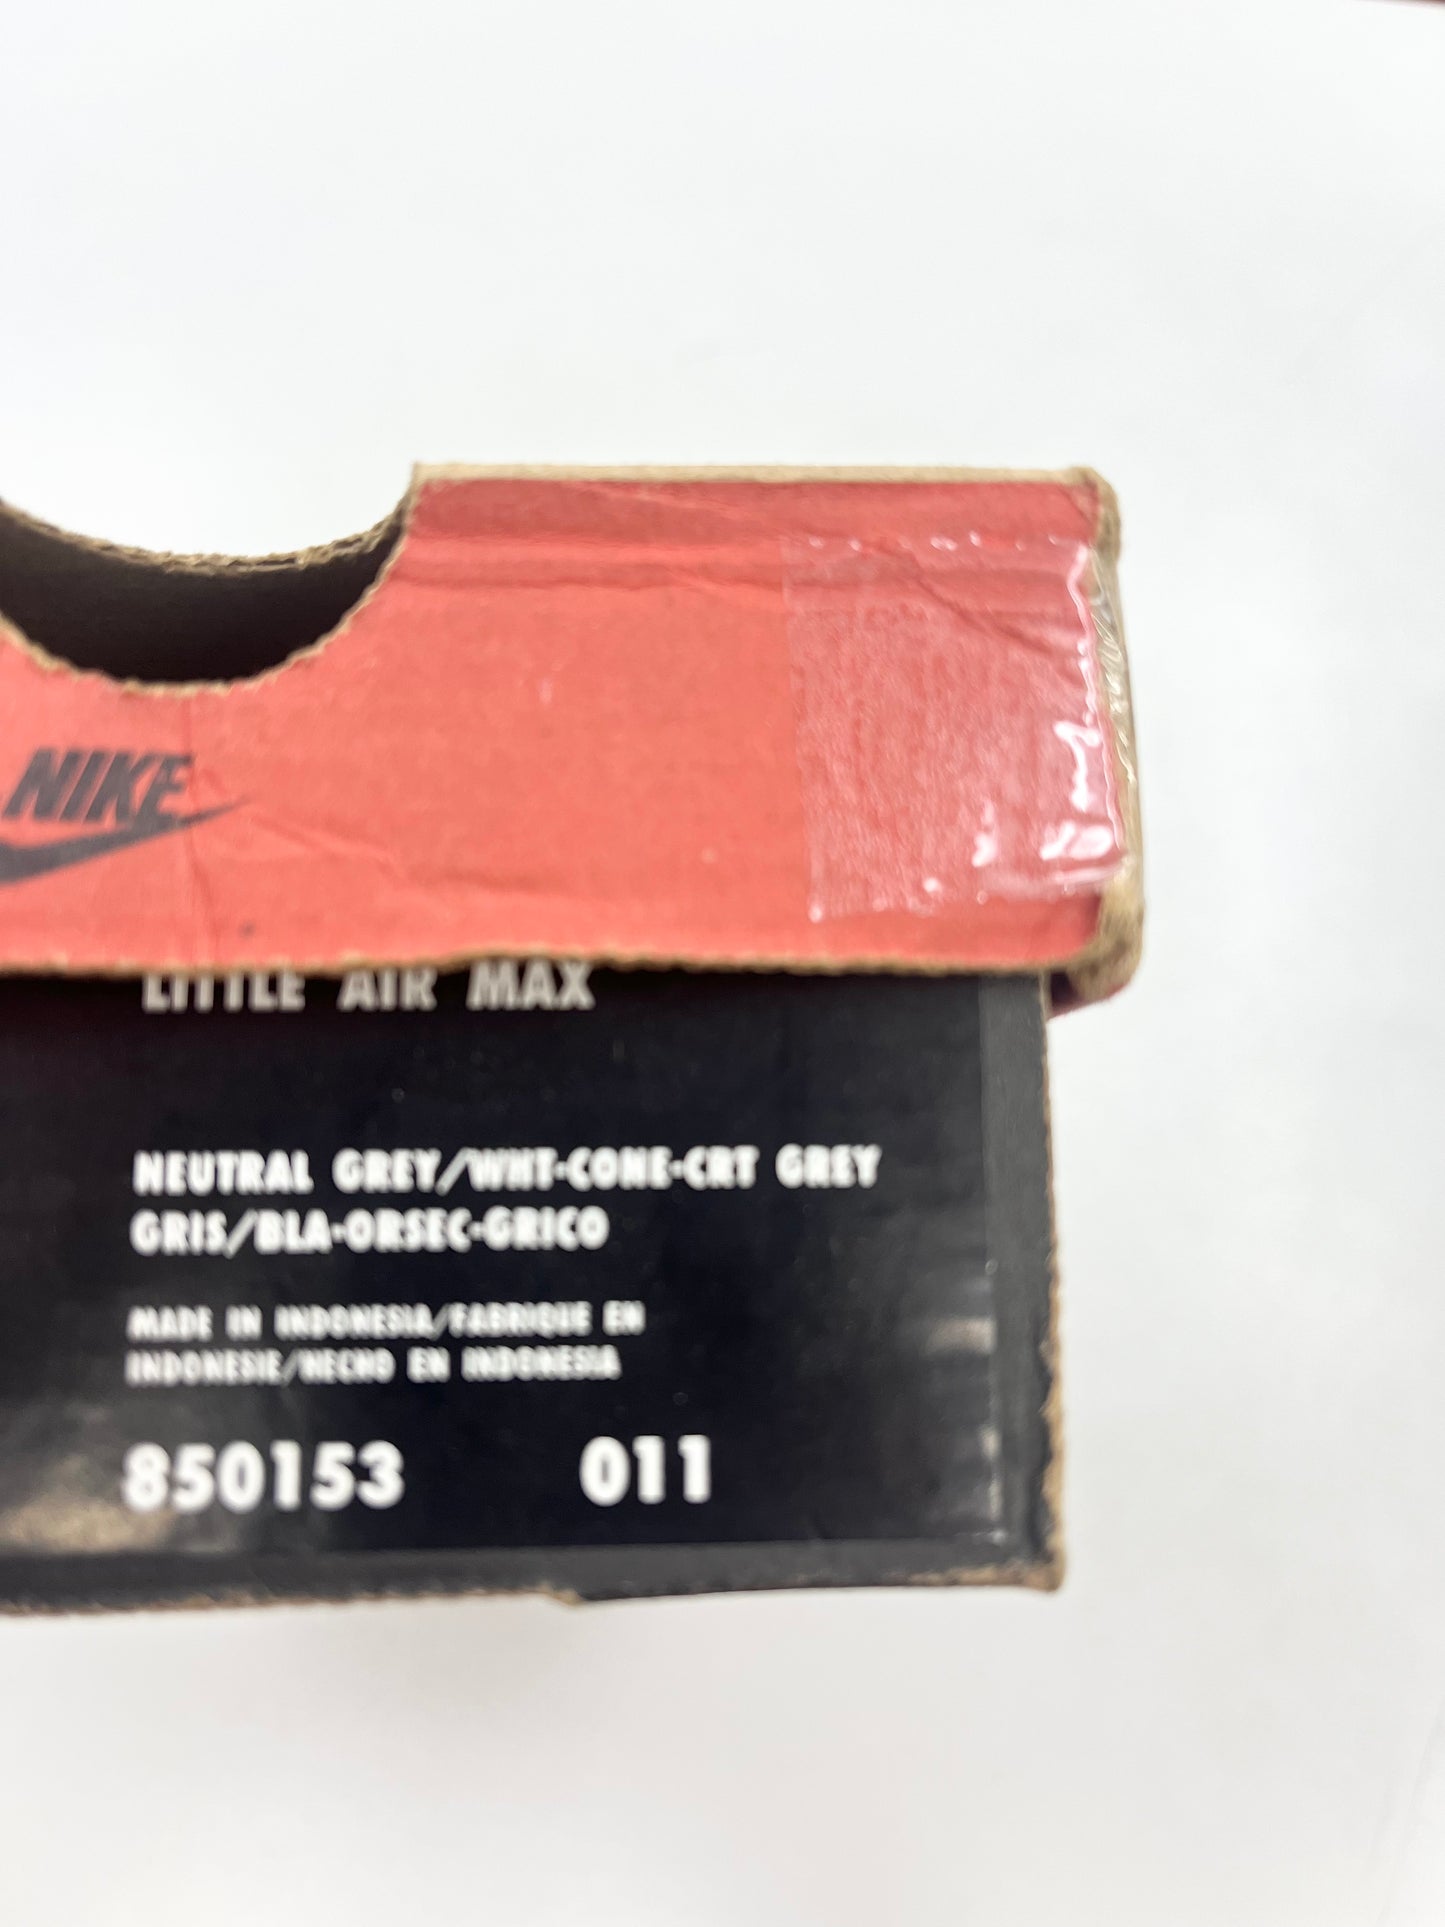 NIKE
LITTLE AIR MAX
NEUTRAL GREY/WHT-CONE-CRT GREY
GRIS/BLA-ORSEC-GRICO
MADE IN INDONESIA/FABRIQUE EN
INDONESIE/HECHO EN INDONESIA
850153 011